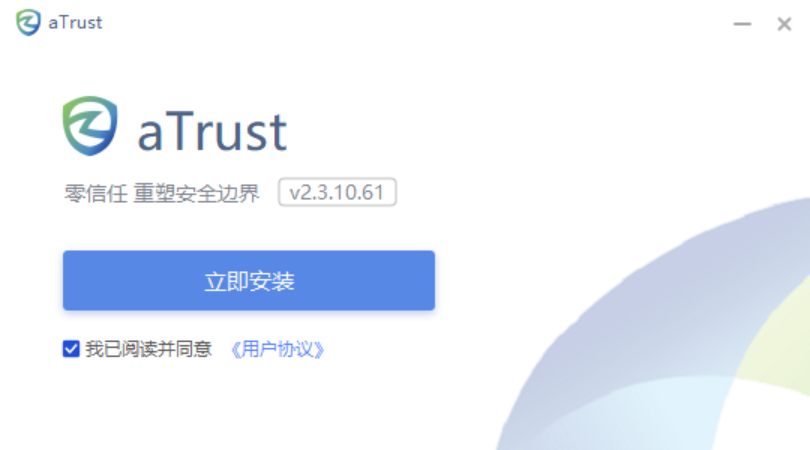 aTrust
aTrust
零信任 重塑安全边界 v2.3.10.61
立即安装
我已阅读并同意 《用户协议》